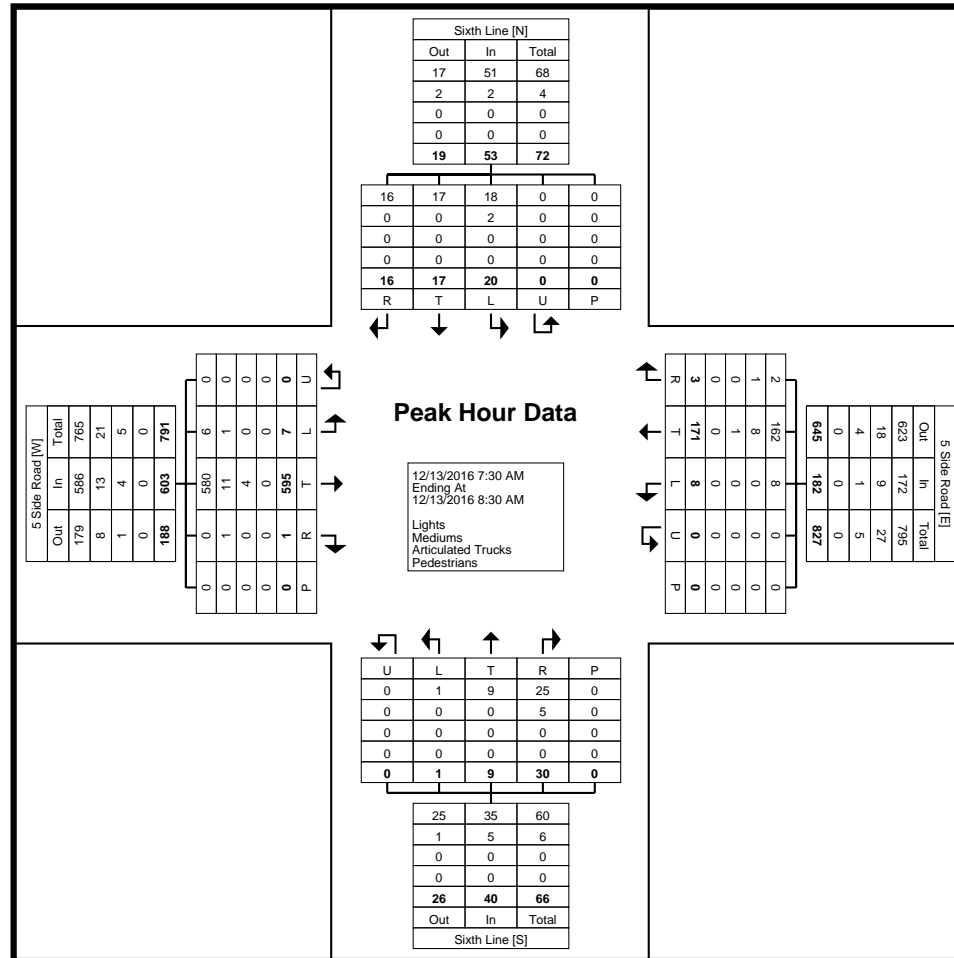 Sixth Line [N]
Out In Total
17 51 68
2 2 4
0 0 0
0 0 0
19 53 72
16 17 18 0 0
0 0 2 0 0
0 0 0 0 0
0 0 0 0 0
16 17 20 0 0
R T L U P
5 Side Road [W]
Out In Total
179 586 765
8 13 21
1 4 5
0 0 0
188 603 791
0 0 580 6 0
0 1 11 1 0
0 0 4 0 0
0 0 0 0 0
0 1 595 7 0
P R T L U
Peak Hour Data
12/13/2016 7:30 AM
Ending At
12/13/2016 8:30 AM
Lights
Mediums
Articulated Trucks
Pedestrians
5 Side Road [E]
Out In Total
623 172 795
18 9 27
4 1 5
0 0 0
645 182 827
2 162 8 0 0
1 8 0 0 0
0 1 0 0 0
0 0 0 0 0
3 171 8 0 0
R T L U P
U L T R P
0 1 9 25 0
0 0 0 5 0
0 0 0 0 0
0 0 0 0 0
0 1 9 30 0
25 35 60
1 5 6
0 0 0
0 0 0
26 40 66
Out In Total
Sixth Line [S]